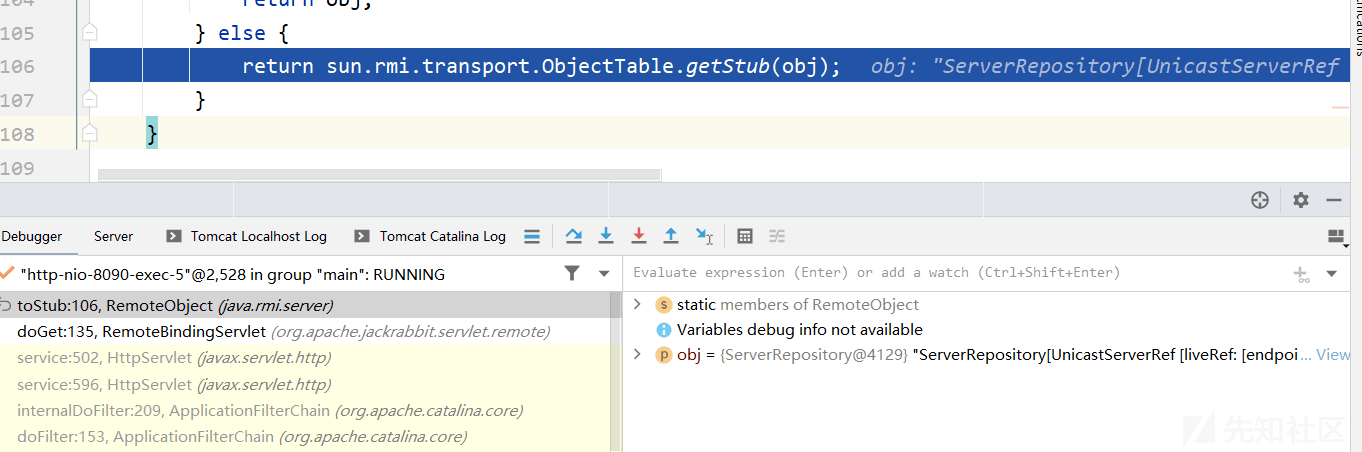 104 return obj;
105 } else {
106 return sun.rmi.transport.ObjectTable.getStub(obj); obj: "ServerRepository[UnicastServerRef
107 }
108 }
109
Debugger Server Tomcat Localhost Log Tomcat Catalina Log
"http-nio-8090-exec-5"@2,528 in group "main": RUNNING
Evaluate expression (Enter) or add a watch (Ctrl+Shift+Enter)
toStub:106, RemoteObject (java.rmi.server)
doGet:135, RemoteBindingServlet (org.apache.jackrabbit.servlet.remote)
service:502, HttpServlet (javax.servlet.http)
service:596, HttpServlet (javax.servlet.http)
internalDoFilter:209, ApplicationFilterChain (org.apache.catalina.core)
doFilter:153, ApplicationFilterChain (org.apache.catalina.core)
s static members of RemoteObject
Variables debug info not available
p obj = {ServerRepository@4129} "ServerRepository[UnicastServerRef [liveRef: [endpoi... View
先知社区